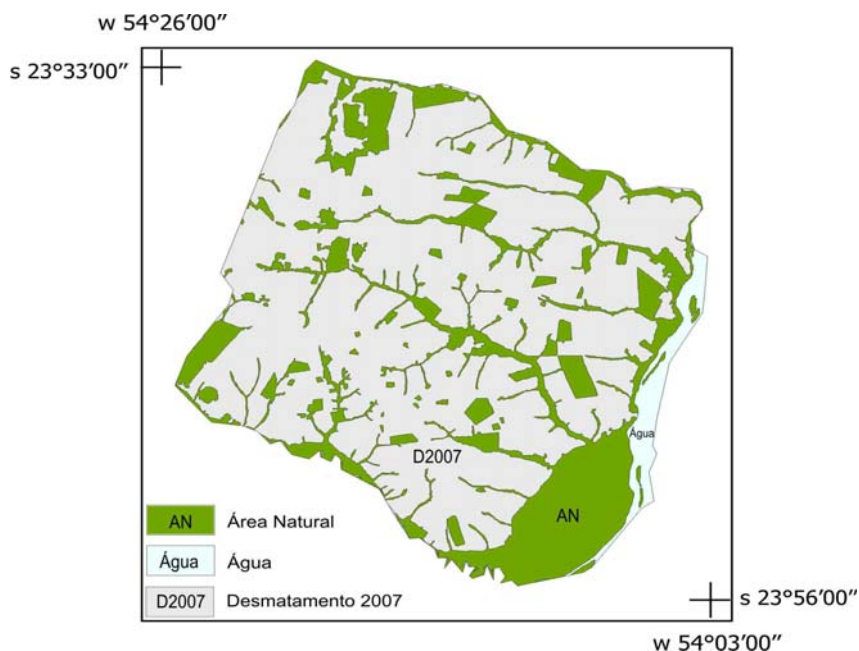 w 54°26′00″
s 23°33′00″
Água
D2007
AN
AN Área Natural
Água Água
D2007 Desmatamento 2007
s 23°56′00″
w 54°03′00″